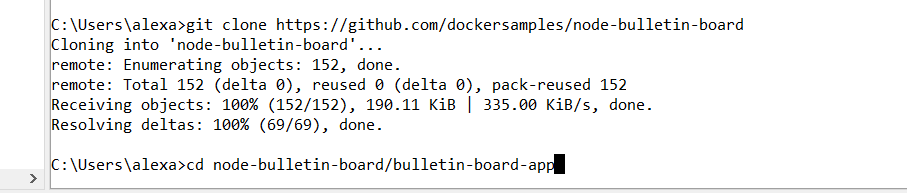 C:\Users\alexa>git clone https://github.com/dockersamples/node-bulletin-board
Cloning into 'node-bulletin-board'...
remote: Enumerating objects: 152, done.
remote: Total 152 (delta 0), reused 0 (delta 0), pack-reused 152
Receiving objects: 100% (152/152), 190.11 KiB | 335.00 KiB/s, done.
Resolving deltas: 100% (69/69), done.
C:\Users\alexa>cd node-bulletin-board/bulletin-board-app